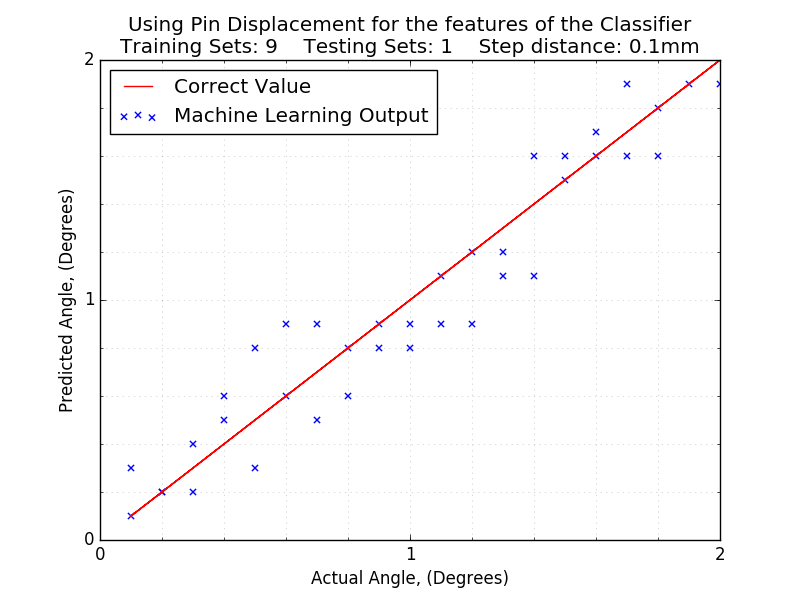 Using Pin Displacement for the features of the Classifier
Training Sets: 9    Testing Sets: 1    Step distance: 0.1mm
Correct Value
Machine Learning Output
Predicted Angle, (Degrees)
2
1
0
0 1 2
Actual Angle, (Degrees)